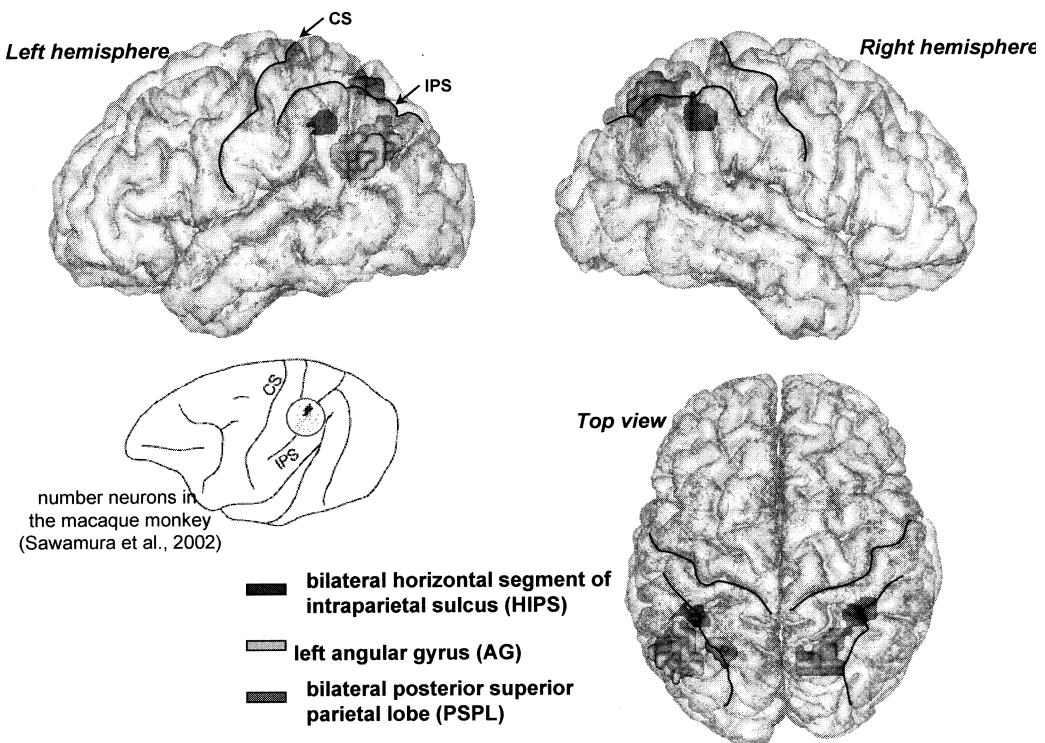 CS
Left hemisphere
Right hemisphere
IPS
CS
IPS
Top view
number neurons in
the macaque monkey
(Sawamura et al., 2002)
bilateral horizontal segment of
intraparietal sulcus (HIPS)
left angular gyrus (AG)
bilateral posterior superior
parietal lobe (PSPL)